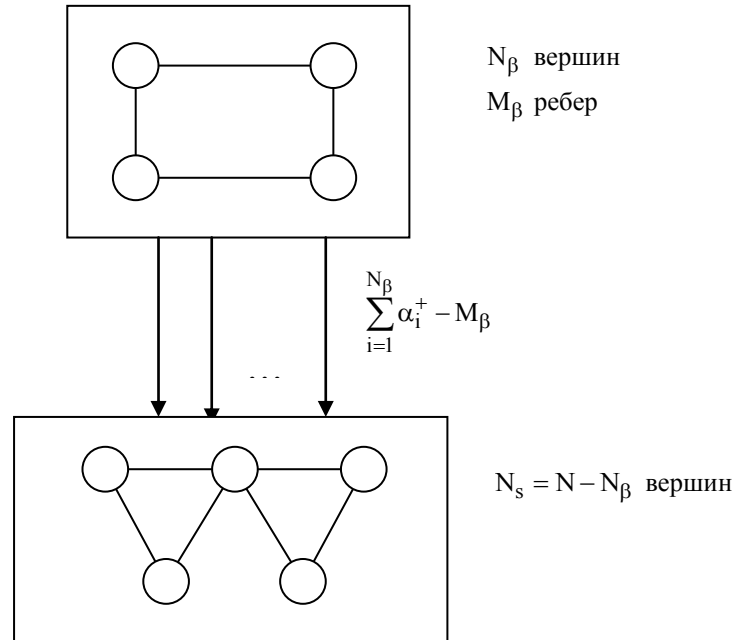 N_β вершин
M_β ребер
∑_{i=1}^{N_β} α_i^+ − M_β
...
N_s = N − N_β вершин